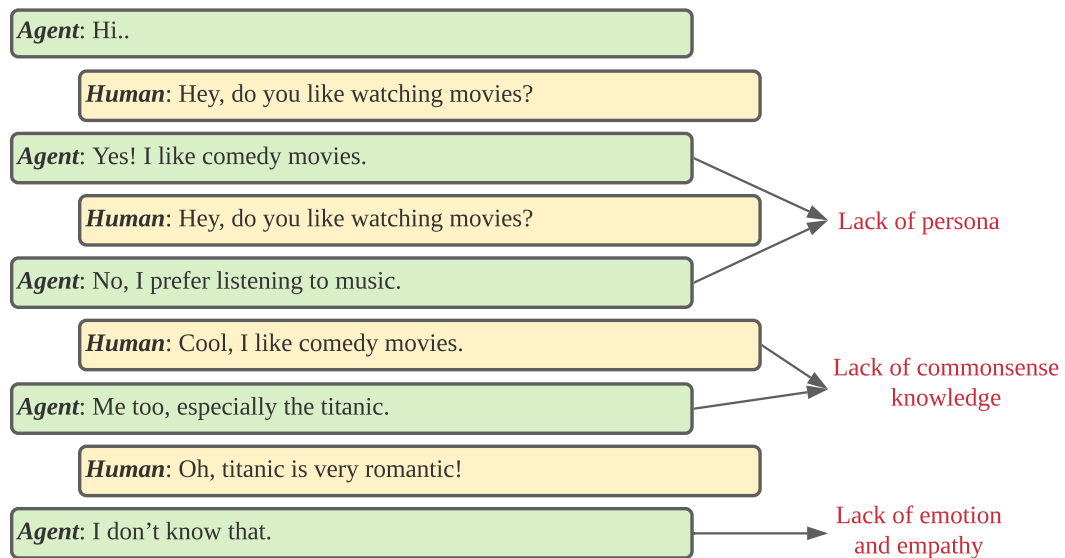 Agent: Hi..
Human: Hey, do you like watching movies?
Agent: Yes! I like comedy movies.
Human: Hey, do you like watching movies?
Lack of persona
Agent: No, I prefer listening to music.
Human: Cool, I like comedy movies.
Lack of commonsense
knowledge
Agent: Me too, especially the titanic.
Human: Oh, titanic is very romantic!
Agent: I don’t know that.
Lack of emotion
and empathy